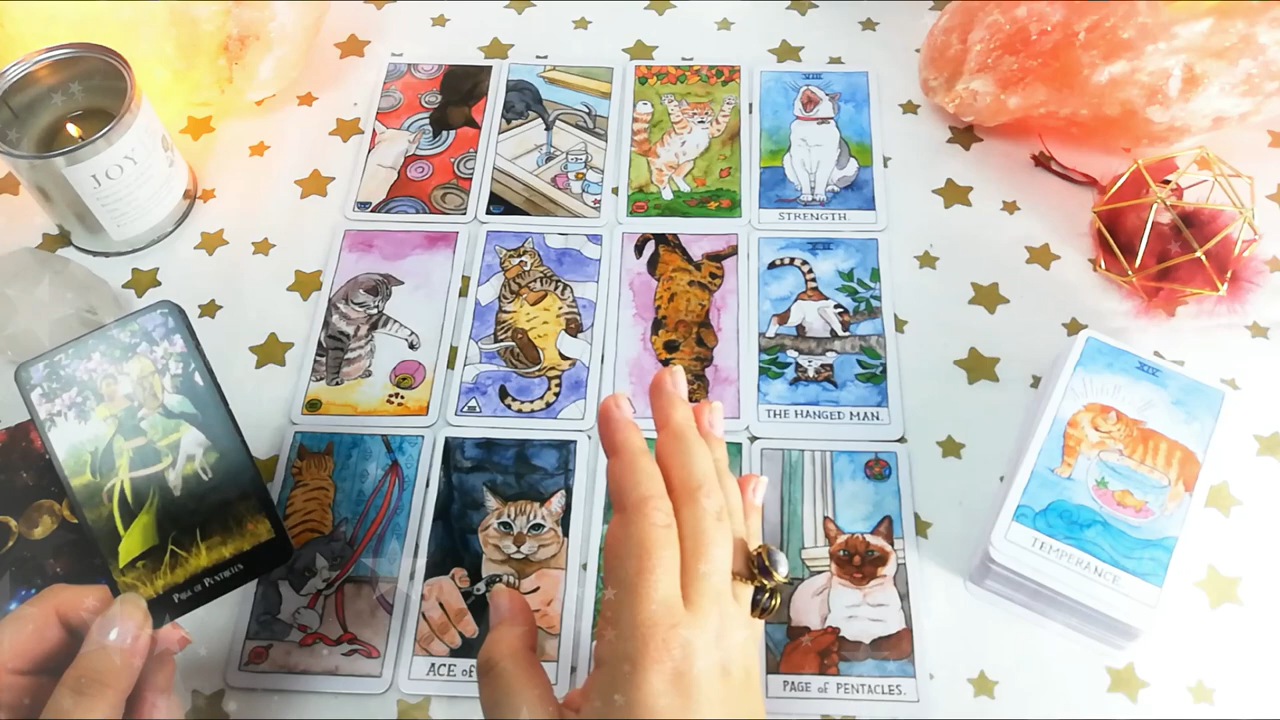 JOY
VIII
STRENGTH.
XII
THE HANGED MAN.
XIV
TEMPERANCE
PAGE OF PENTACLES
ACE of
PAGE of PENTACLES.